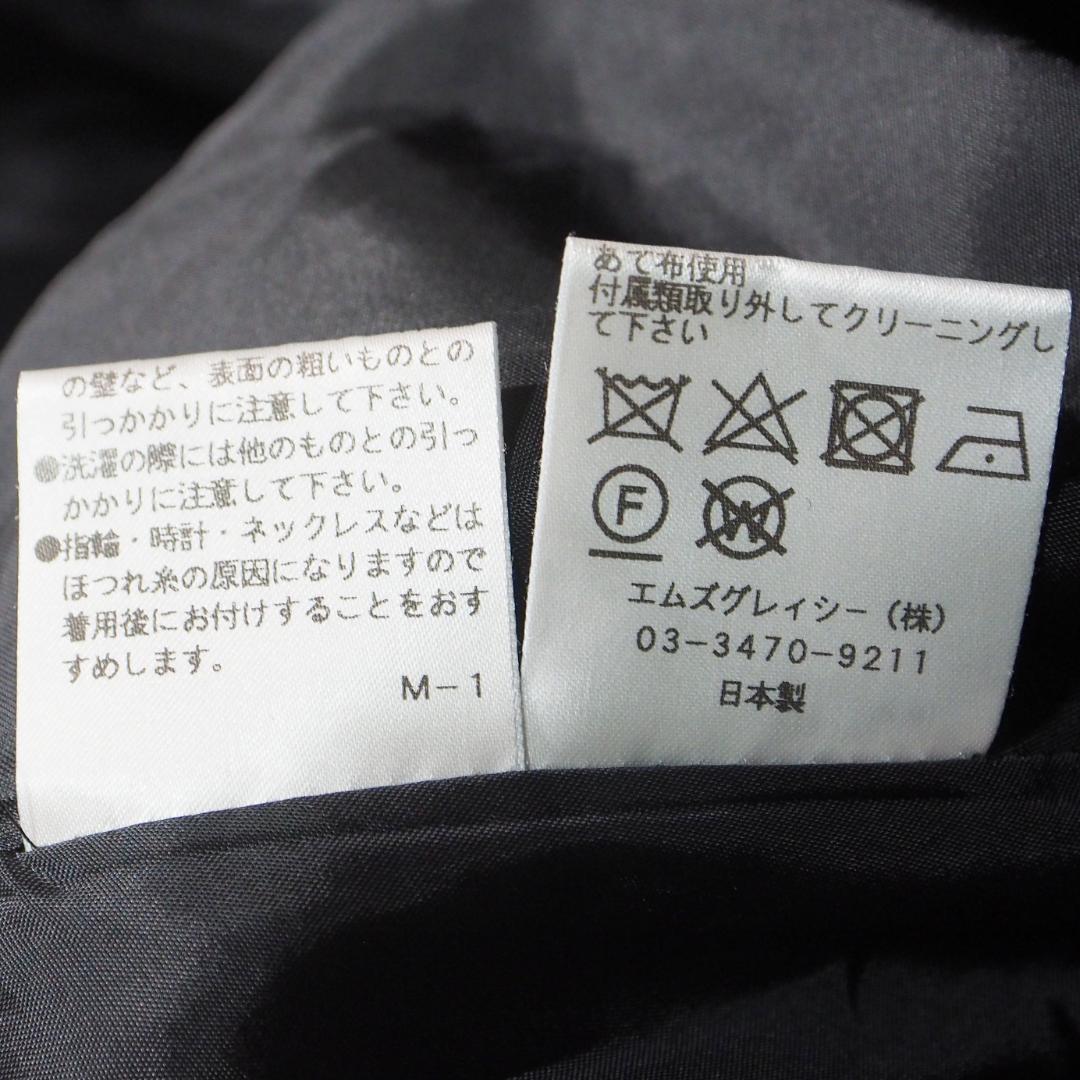 の壁など、表面の粗いものとの
引っかかりに注意して下さい。
●洗濯の際には他のものとの引っ
かかりに注意して下さい。
●指輪・時計・ネックレスなどは
ほつれ糸の原因になりますので
着用後にお付けすることをおす
すめします。
M-1
あて布使用
付属類取り外してクリーニングし
て下さい
F
W
エムズグレイシー(株)
03-3470-9211
日本製